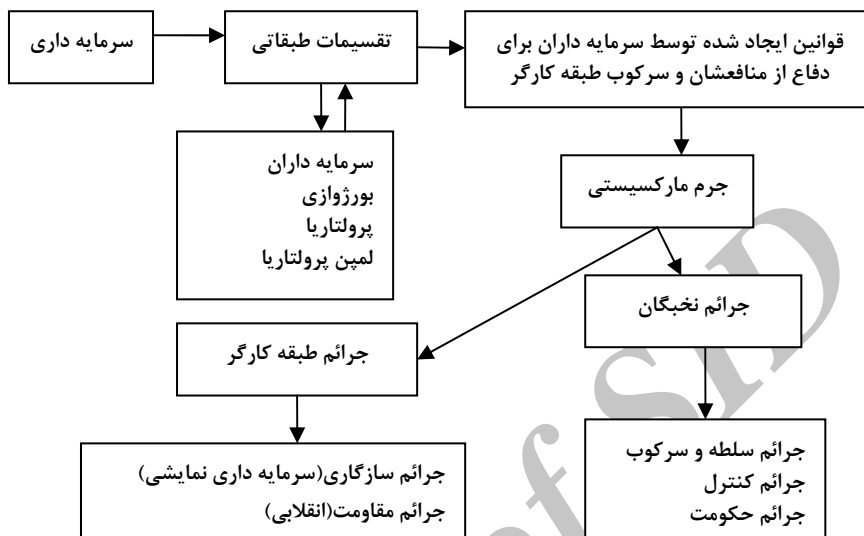 سرمایه داری
تقسیمات طبقاتی
قوانین ایجاد شده توسط سرمایه داران برای
دفاع از منافعشان و سرکوب طبقه کارگر
سرمایه داران
بورژوازی
پرولتاریا
لمپن پرولتاریا
جرم مارکسیستی
جرائم نخبگان
جرائم طبقه کارگر
جرائم سلطه و سرکوب
جرائم کنترل
جرائم حکومت
جرائم سازگاری(سرمایه داری نمایشی)
جرائم مقاومت(انقلابی)
of SID